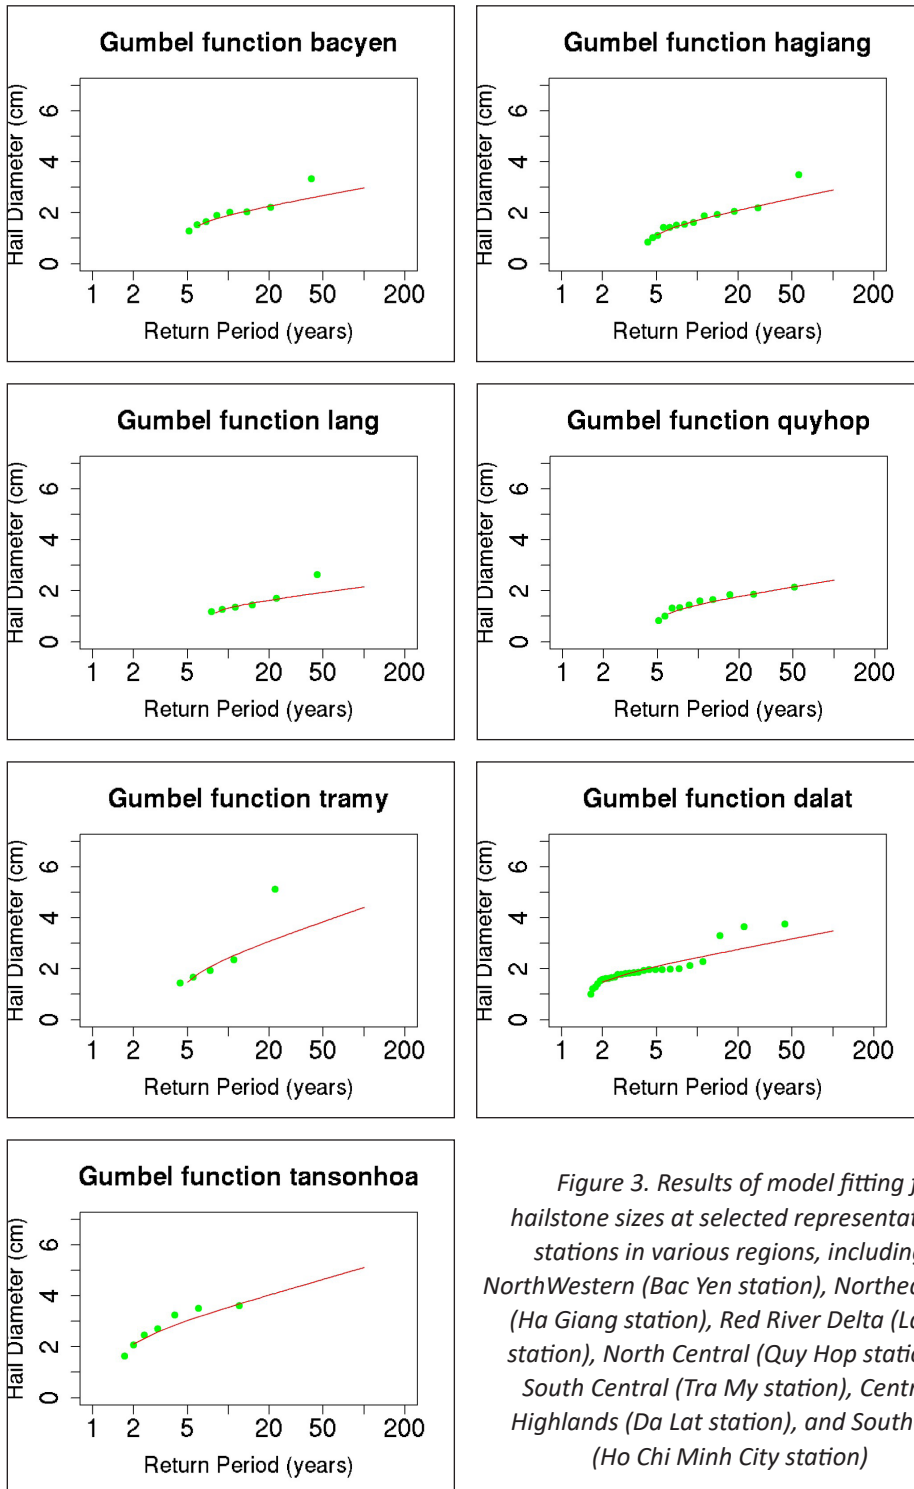 Gumbel function bacyen
Hail Diameter (cm)
0 2 4 6
1 2 5 20 50 200
Return Period (years)
Gumbel function hagiang
Hail Diameter (cm)
0 2 4 6
1 2 5 20 50 200
Return Period (years)
Gumbel function lang
Hail Diameter (cm)
0 2 4 6
1 2 5 20 50 200
Return Period (years)
Gumbel function quyhop
Hail Diameter (cm)
0 2 4 6
1 2 5 20 50 200
Return Period (years)
Gumbel function tramy
Hail Diameter (cm)
0 2 4 6
1 2 5 20 50 200
Return Period (years)
Gumbel function dalat
Hail Diameter (cm)
0 2 4 6
1 2 5 20 50 200
Return Period (years)
Gumbel function tansonhoa
Hail Diameter (cm)
0 2 4 6
1 2 5 20 50 200
Return Period (years)
Figure 3. Results of model fitting
hailstone sizes at selected
stations in various regions, including
NorthWestern (Bac Yen station),
(Ha Giang station), Red River Delta
station), North Central (Quy Hop
South Central (Tra My station),
Highlands (Da Lat station), and
(Ho Chi Minh City station)